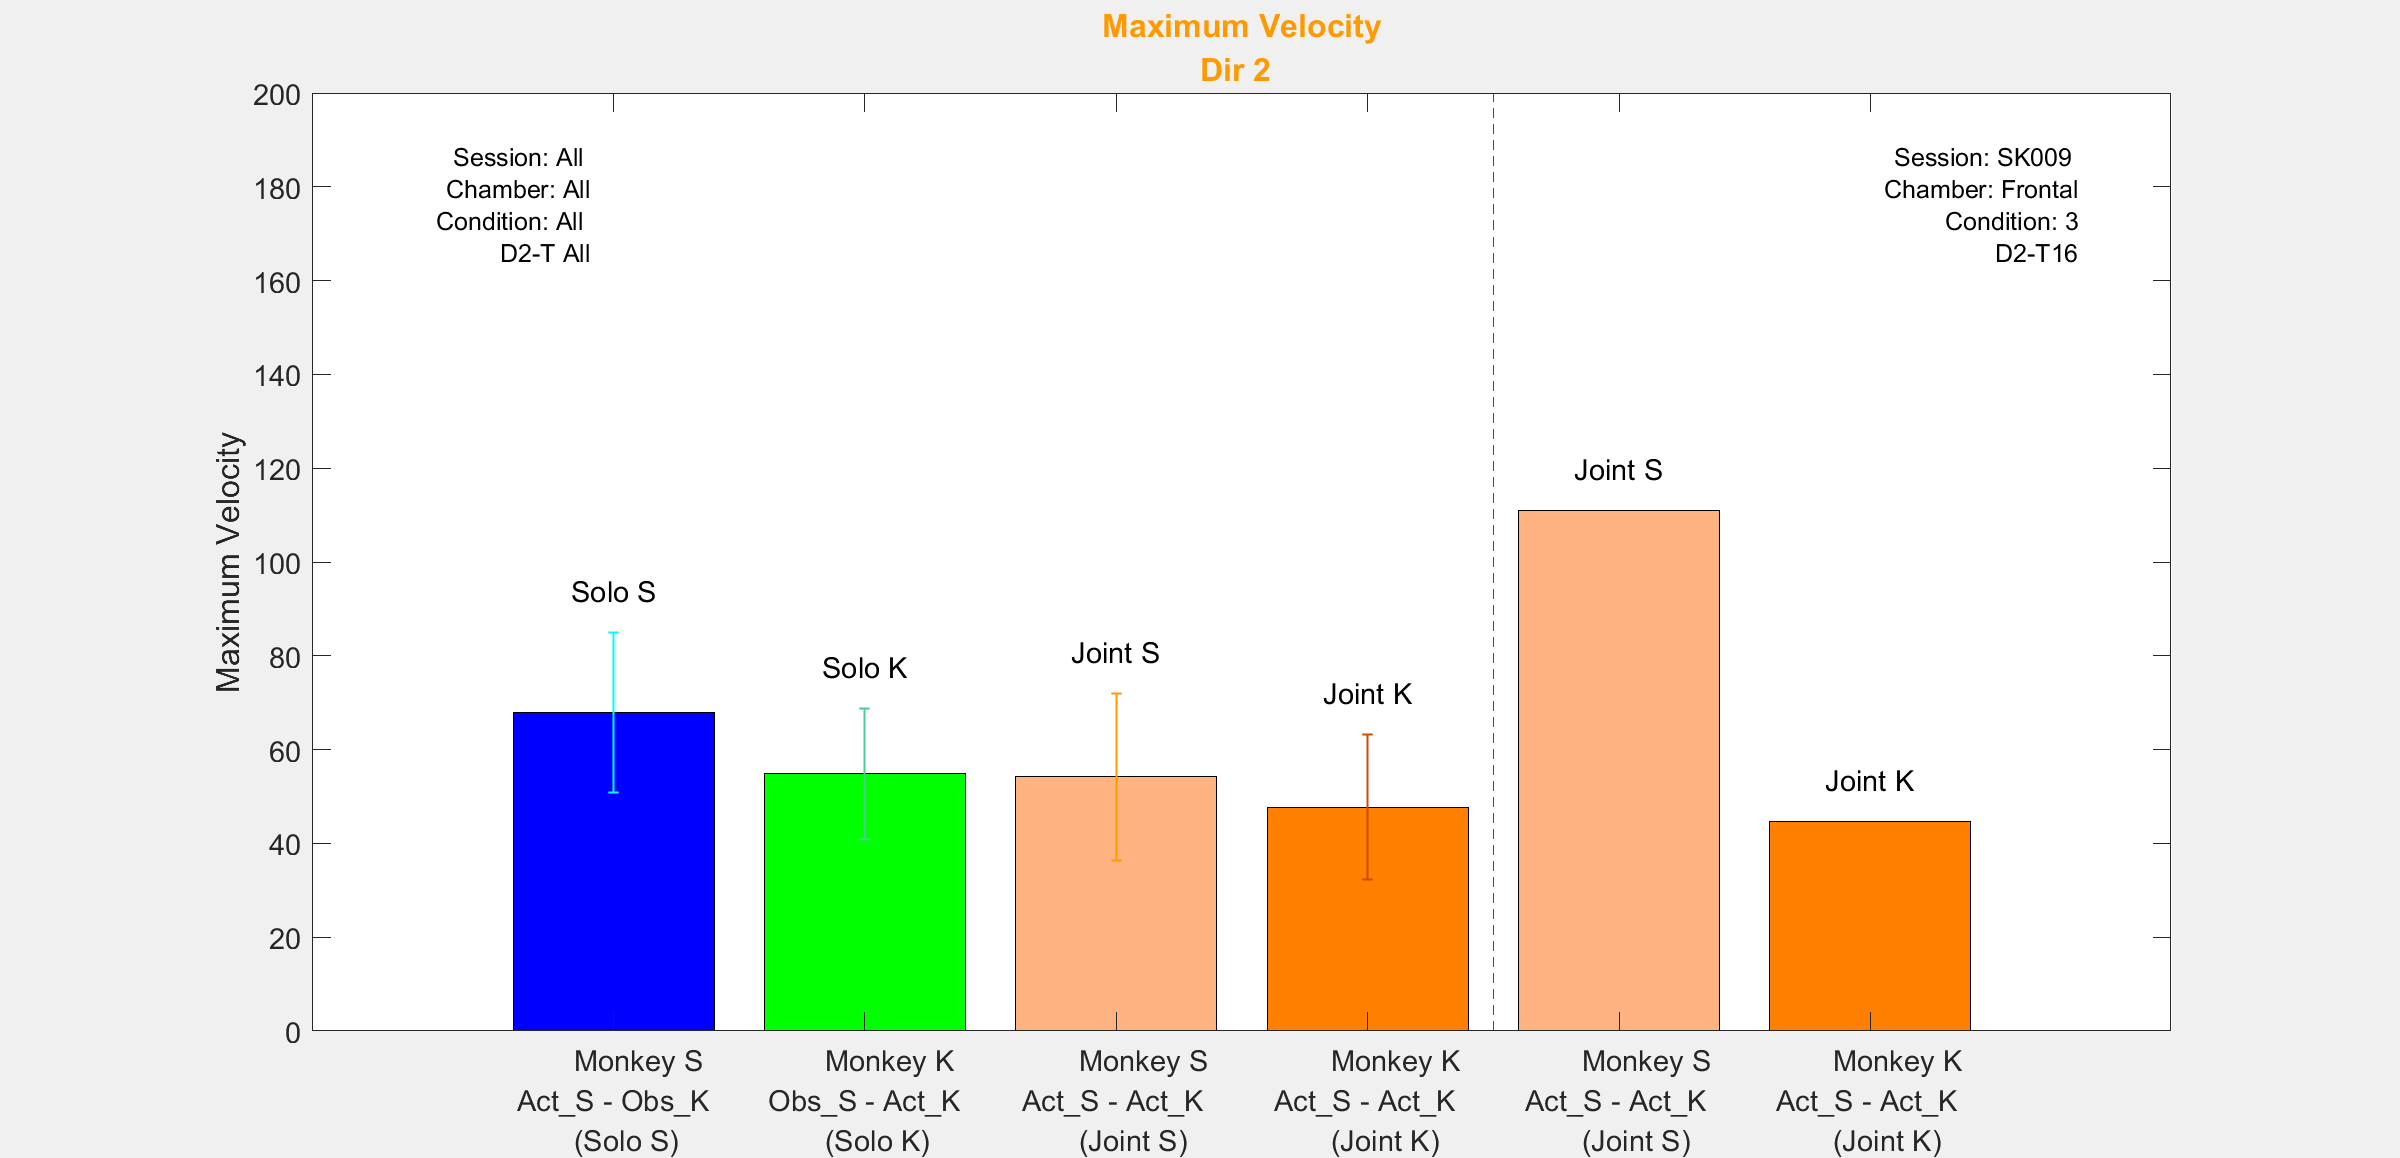 Maximum Velocity
Dir 2
Session: All
Chamber: All
Condition: All
D2-T All
Session: SK009
Chamber: Frontal
Condition: 3
D2-T16
Maximum Velocity
200
180
160
140
120
100
80
60
40
20
0
Solo S
Solo K
Joint S
Joint K
Joint S
Joint K
Monkey S
Act_S - Obs_K
(Solo S)
Monkey K
Obs_S - Act_K
(Solo K)
Monkey S
Act_S - Act_K
(Joint S)
Monkey K
Act_S - Act_K
(Joint K)
Monkey S
Act_S - Act_K
(Joint S)
Monkey K
Act_S - Act_K
(Joint K)